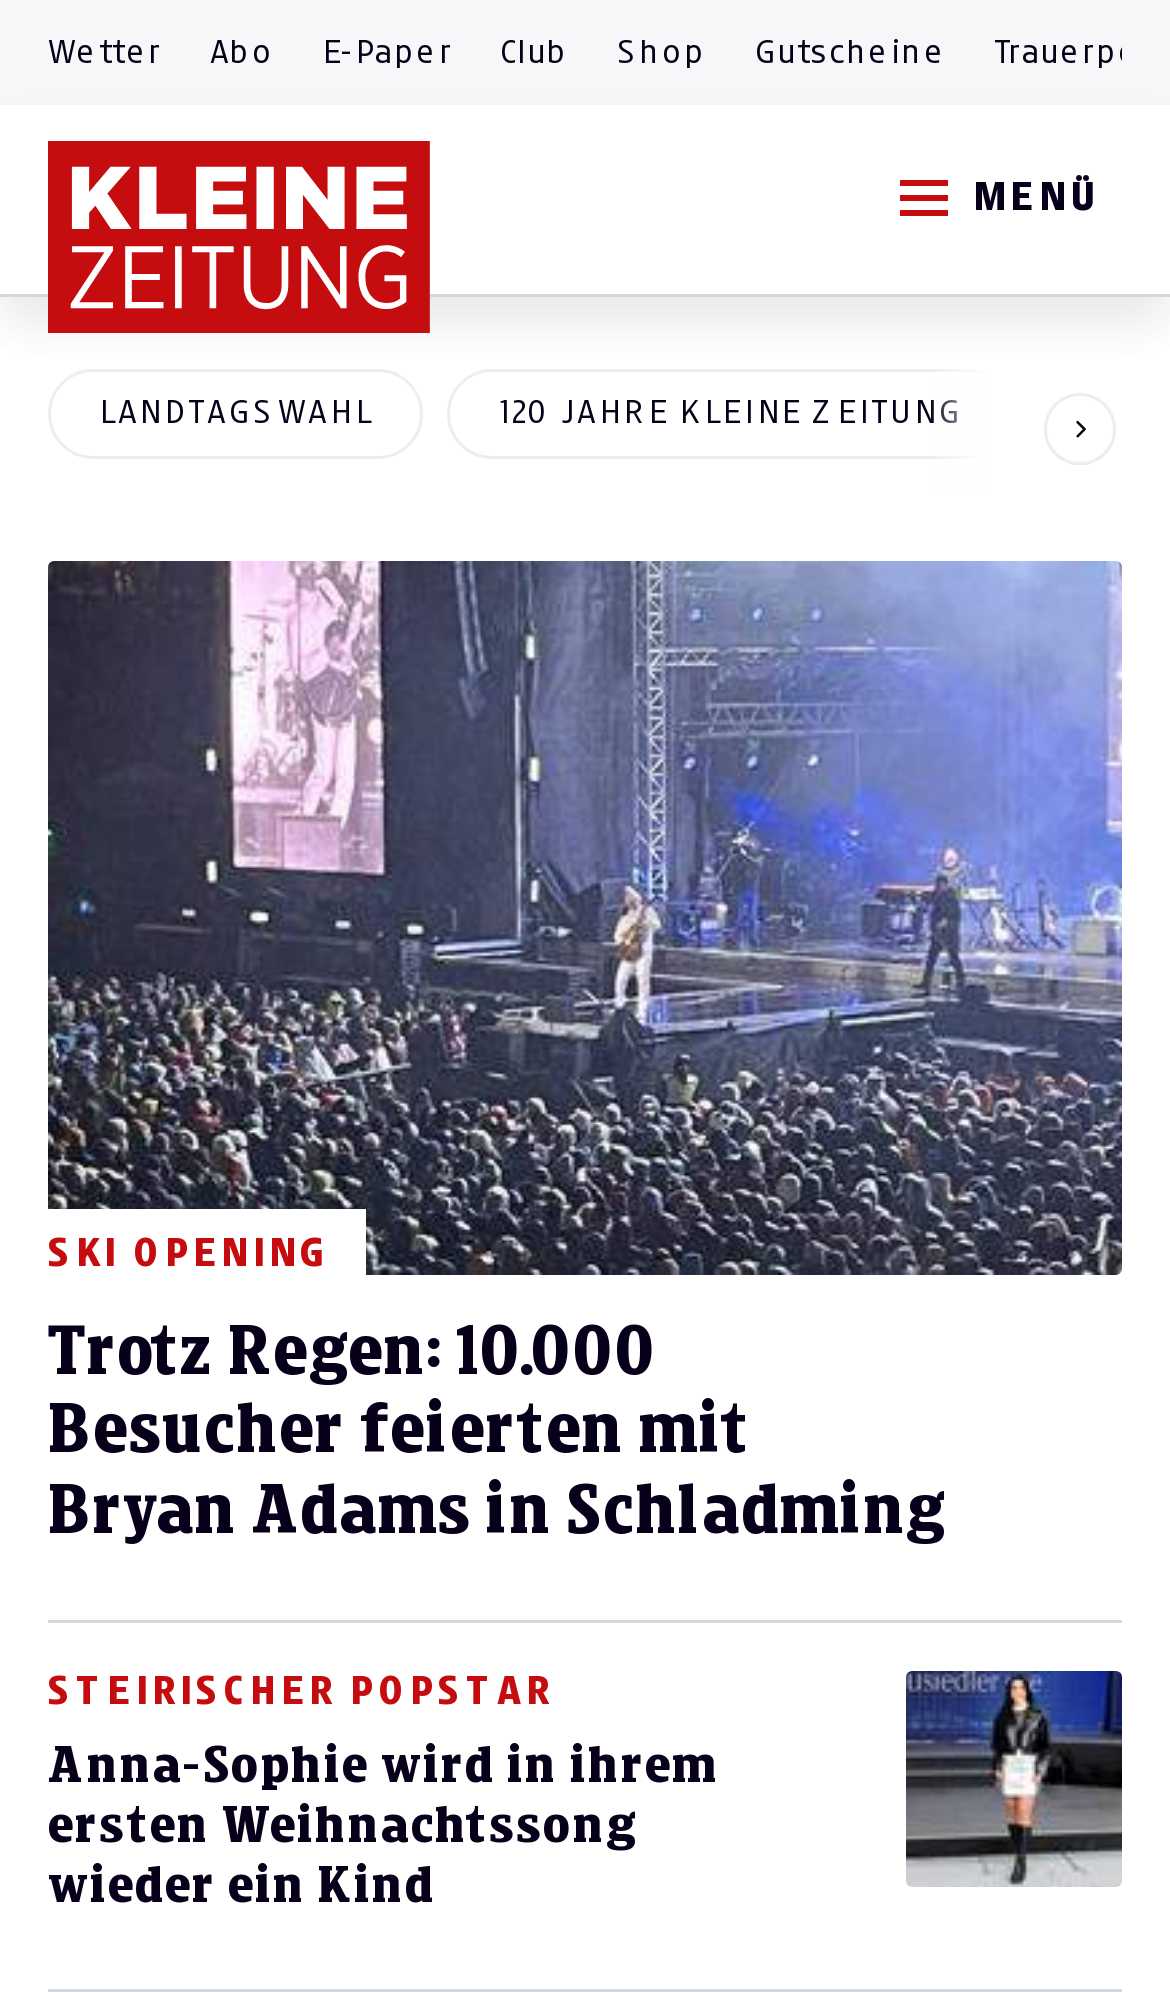 Wetter Abo E-Paper Club Shop Gutscheine
KLEINE
ZEITUNG
MENÜ
LANDTAGSWAHL 120 JAHRE KLEINE ZEITUNG
SKI OPENING
Trotz Regen: 10.000
Besucher feierten mit
Bryan Adams in Schladming
STEIRISCHER POPSTAR
Anna-Sophie wird in ihrem
ersten Weihnachtssong
wieder ein Kind